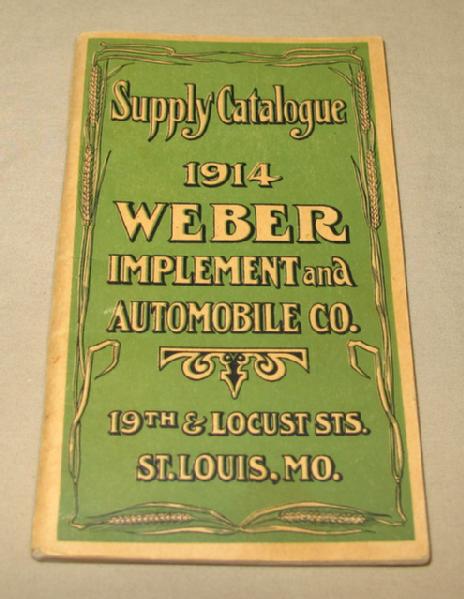 Supply Catalogue
1914
WEBER
IMPLEMENT and
AUTOMOBILE CO.
19TH & LOCUST STS.
ST. LOUIS, MO.